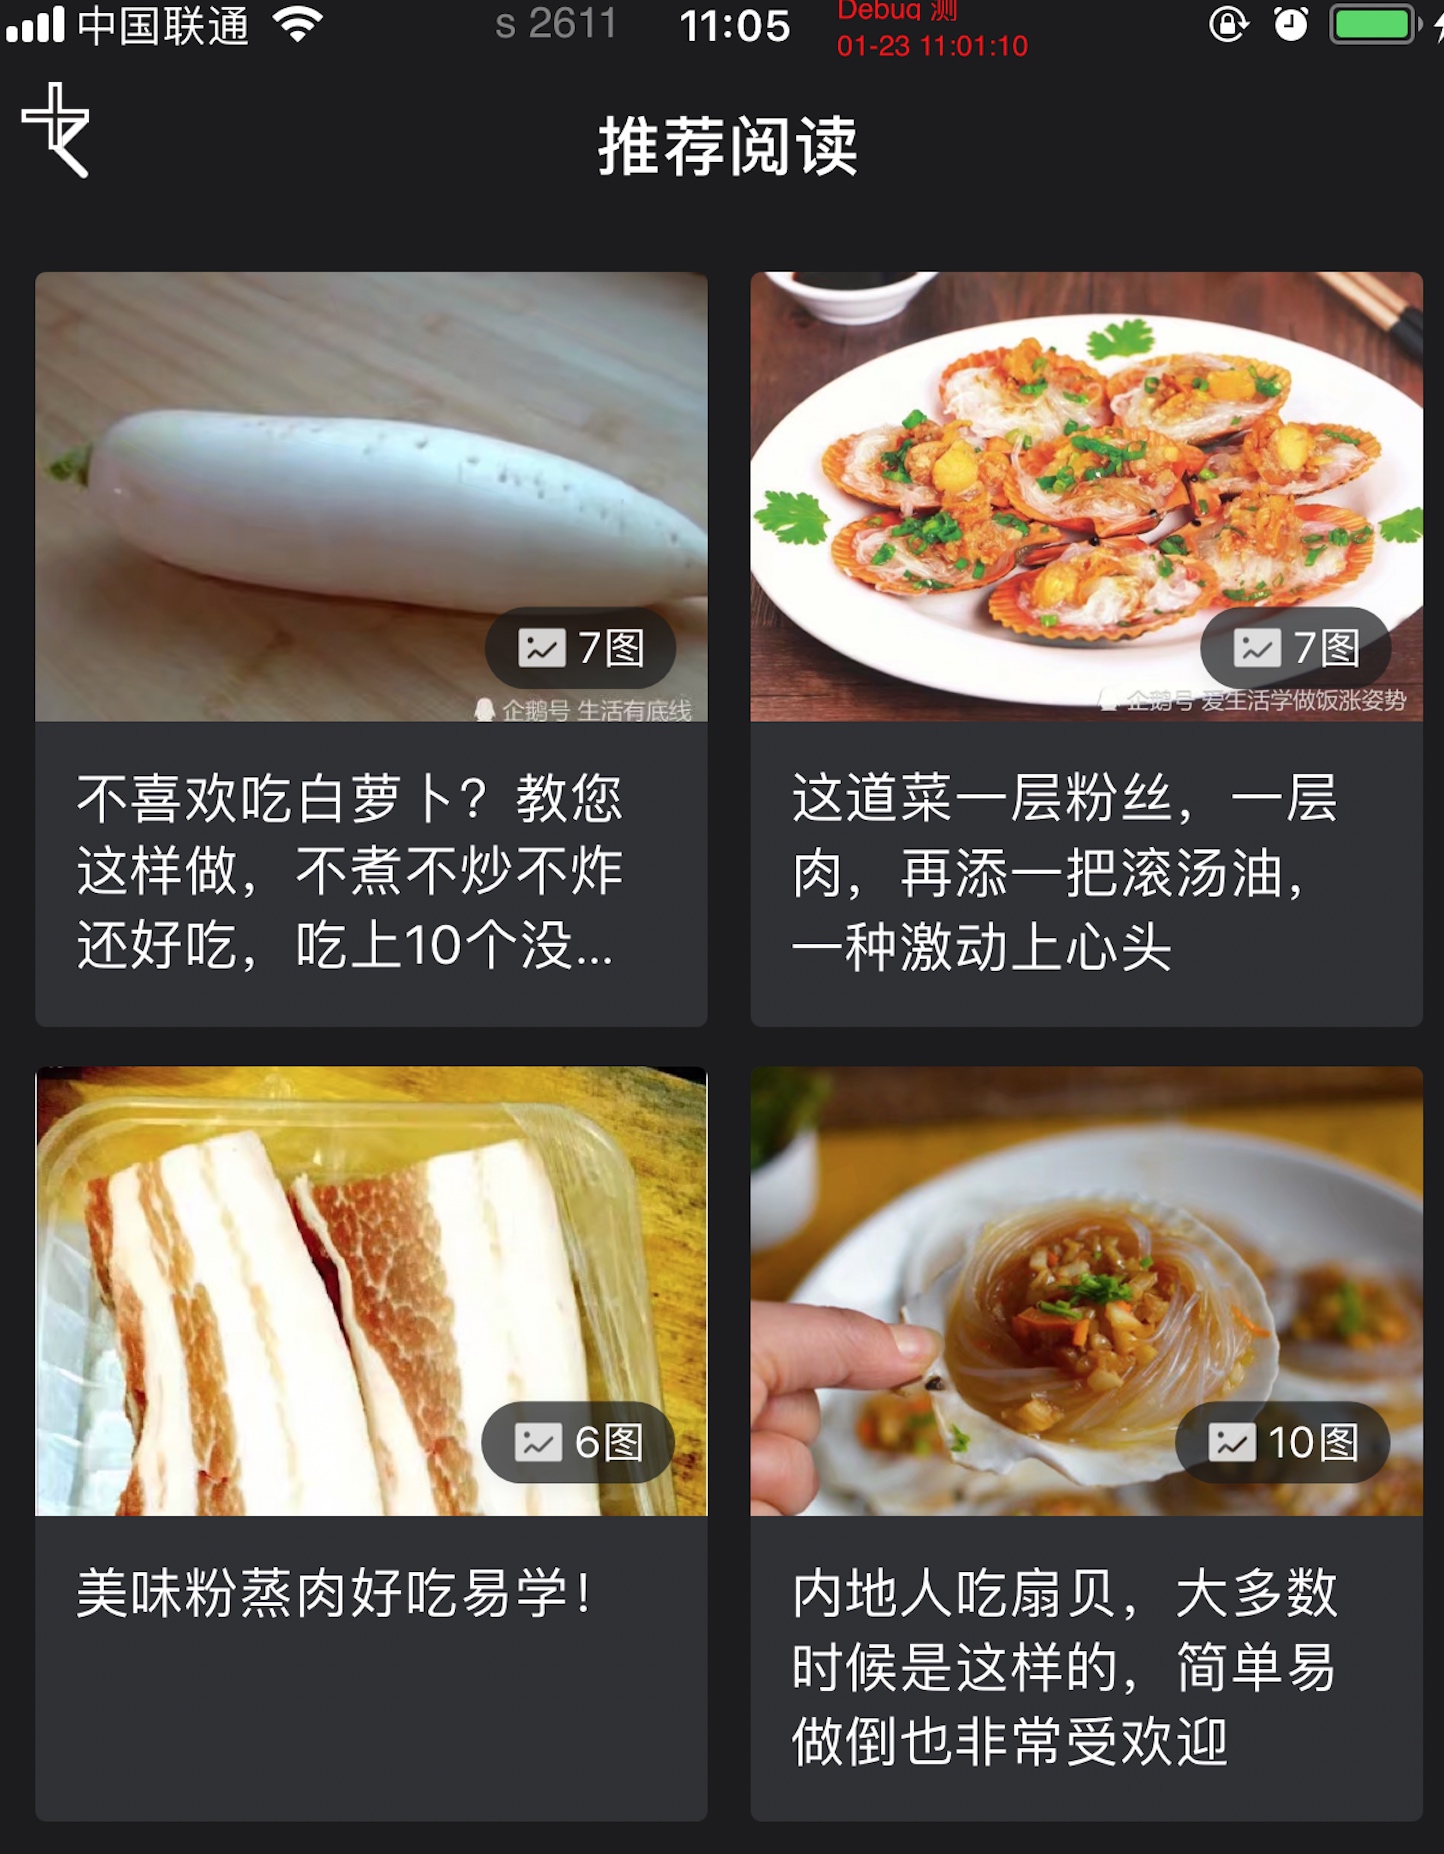 中国联通
s 2611
11:05
Debug 测
01-23 11:01:10
推荐阅读
7图
企鹅号 生活有底线
不喜欢吃白萝卜？教您
这样做，不煮不炒不炸
还好吃，吃上10个没...
7图
企鹅号 爱生活学做饭涨姿势
这道菜一层粉丝，一层
肉，再添一把滚汤油，
一种激动上心头
6图
美味粉蒸肉好吃易学！
10图
内地人吃扇贝，大多数
时候是这样的，简单易
做倒也非常受欢迎